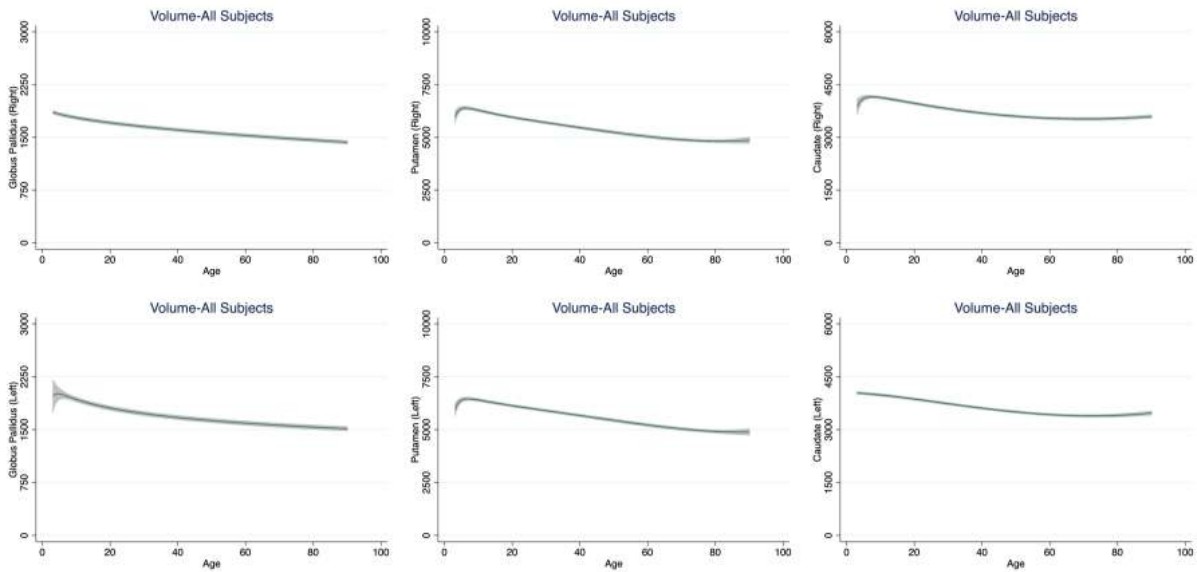 Volume-All Subjects
Globus Pallidus (Right)
0 750 1500 2250 3000
0 20 40 60 80 100
Age
Volume-All Subjects
Putamen (Right)
0 2500 5000 7500 10000
0 20 40 60 80 100
Age
Volume-All Subjects
Caudate (Right)
0 1500 3000 4500 6000
0 20 40 60 80 100
Age
Volume-All Subjects
Globus Pallidus (Left)
0 750 1500 2250 3000
0 20 40 60 80 100
Age
Volume-All Subjects
Putamen (Left)
0 2500 5000 7500 10000
0 20 40 60 80 100
Age
Volume-All Subjects
Caudate (Left)
0 1500 3000 4500 6000
0 20 40 60 80 100
Age